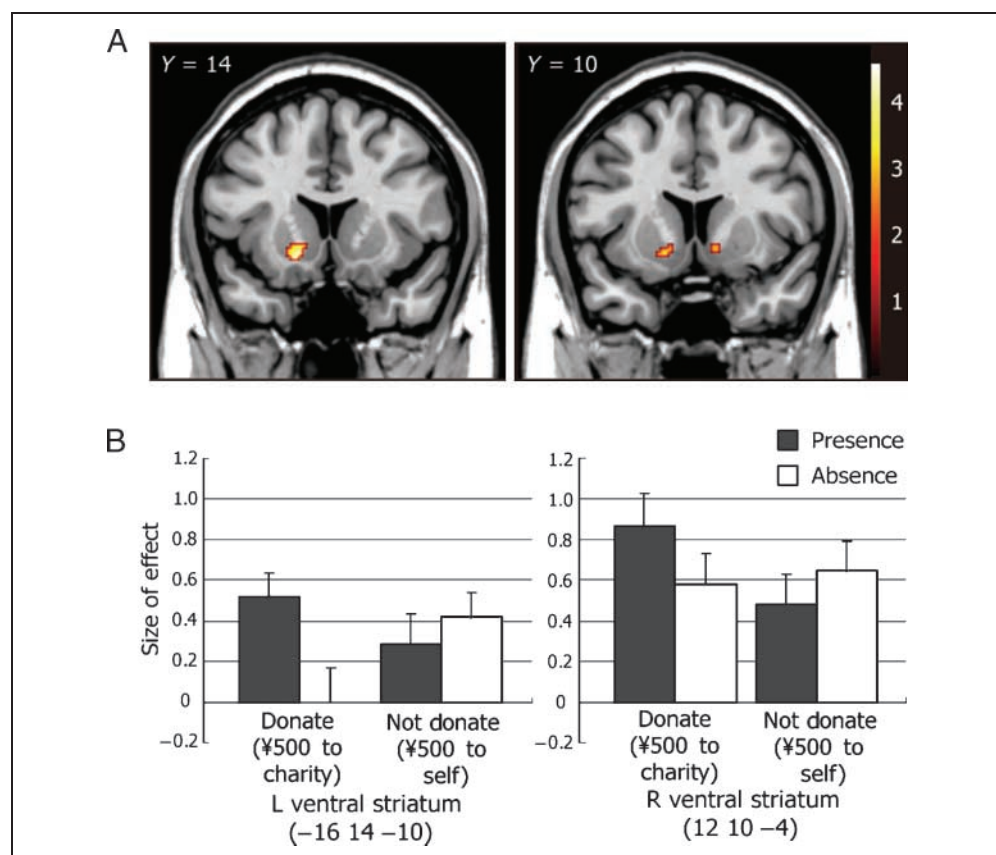 A
Y = 14
Y = 10
4
3
2
1
B
Presence
Absence
Size of effect
1.2
1.0
0.8
0.6
0.4
0.2
0
−0.2
Donate
(¥500 to
charity)
Not donate
(¥500 to
self)
L ventral striatum
(−16 14 −10)
1.2
1.0
0.8
0.6
0.4
0.2
0
−0.2
Donate
(¥500 to
charity)
Not donate
(¥500 to
self)
R ventral striatum
(12 10 −4)